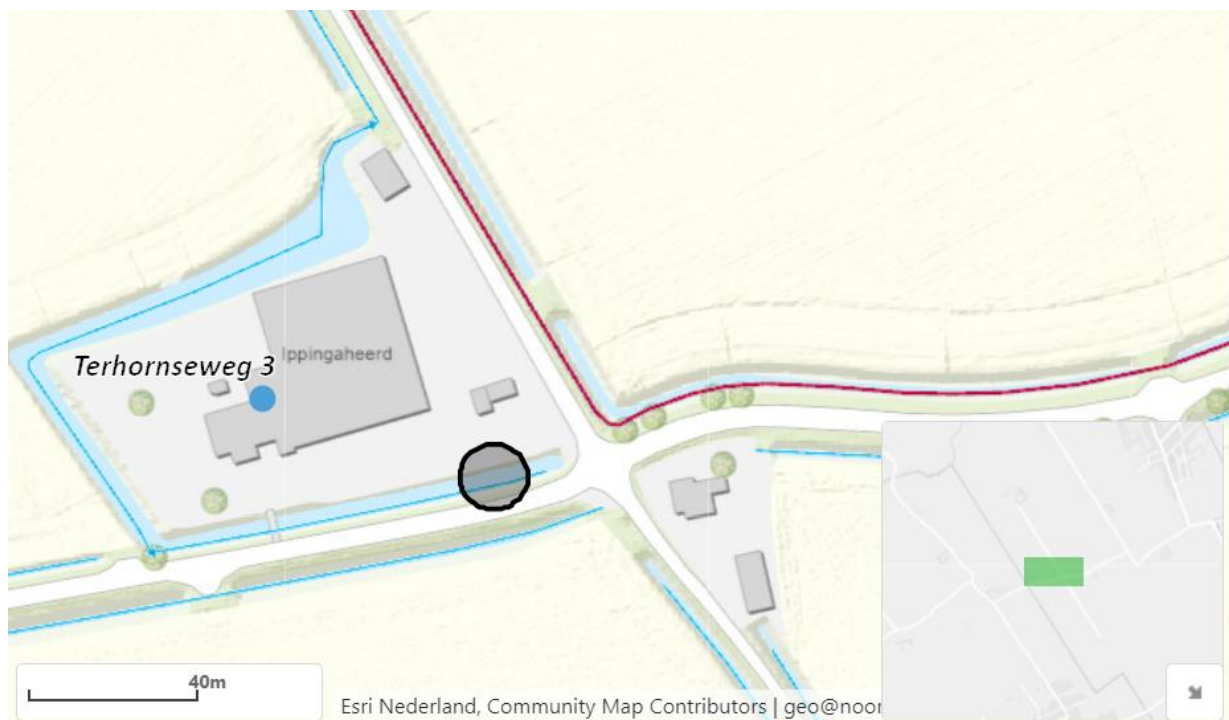 Ippingaheerd
Terhornseweg 3
40m
Esri Nederland, Community Map Contributors | geo@noor